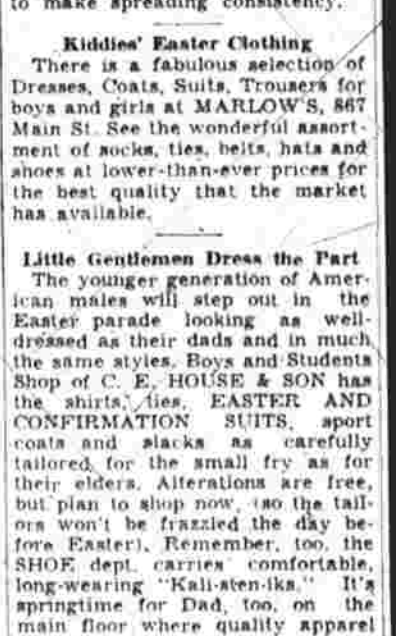 to make spreading consistency.
Kiddies' Easter Clothing
There is a fabulous selection of
Dresses, Coats, Suits, Trousers for
boys and girls at MARLOW'S, 867
Main St. See the wonderful assort-
ment of socks, ties, belts, hats and
shoes at lower-than-ever prices for
the best quality that the market
has available.
Little Gentlemen Dress the Part
The younger generation of Amer-
ican males will step out in the
Easter parade looking as well-
dressed as their dads and in much
the same styles. Boys and Students
Shop of C. E. HOUSE & SON has
the shirts, ties, EASTER AND
CONFIRMATION SUITS, sport
coats and slacks as carefully
tailored, for the small fry as for
their elders. Alterations are free,
but plan to shop now, (so the tail-
ors won't be frazzled the day be-
fore Easter). Remember, too, the
SHOE dept. carries comfortable,
long-wearing "Kali-sten-iks." It's
springtime for Dad, too, on the
main floor where quality apparel